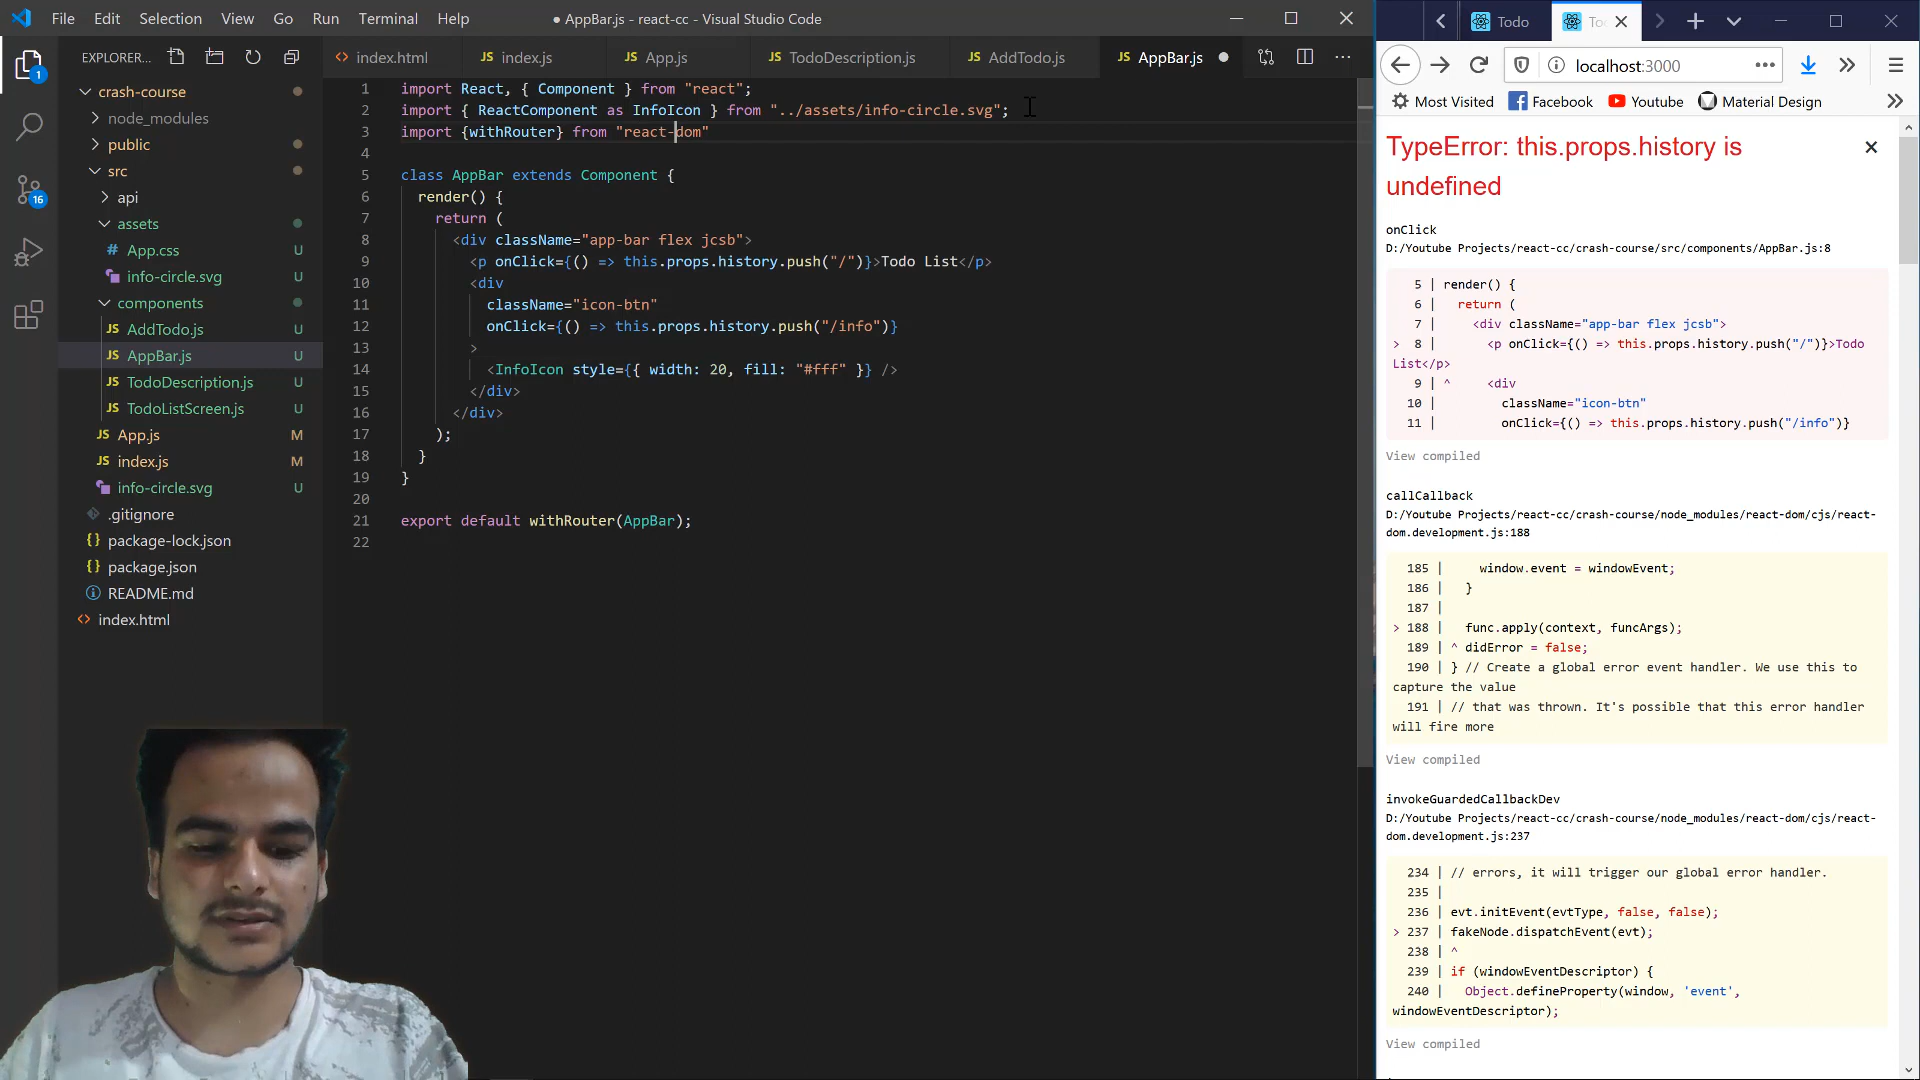 File Edit Selection View Go Run Terminal Help
● AppBar.js - react-cc - Visual Studio Code
EXPLORER...
index.html
JS index.js
JS App.js
JS TodoDescription.js
JS AddTodo.js
JS AppBar.js
1
16
crash-course
node_modules
public
src
api
assets
# App.css U
info-circle.svg U
components
JS AddTodo.js U
JS AppBar.js U
JS TodoDescription.js U
JS TodoListScreen.js U
JS App.js M
JS index.js M
info-circle.svg U
.gitignore
{} package-lock.json
{} package.json
README.md
index.html
1 import React, { Component } from "react";
2 import { ReactComponent as InfoIcon } from "../assets/info-circle.svg";
3 import {withRouter} from "react-dom"
4
5 class AppBar extends Component {
6 render() {
7 return (
8 <div className="app-bar flex jcsb">
9 <p onClick={() => this.props.history.push("/")}>Todo List</p>
10 <div
11 className="icon-btn"
12 onClick={() => this.props.history.push("/info")}
13 >
14 <InfoIcon style={{ width: 20, fill: "#fff" }} />
15 </div>
16 </div>
17 );
18 }
19 }
20
21 export default withRouter(AppBar);
22
Todo
localhost:3000
Most Visited Facebook YouTube Material Design
TypeError: this.props.history is
undefined
onClick
D:/Youtube Projects/react-cc/crash-course/src/components/AppBar.js:8
5 | render() {
6 | return (
7 | <div className="app-bar flex jcsb">
> 8 | <p onClick={() => this.props.history.push("/")}>Todo
List</p>
9 | ^ <div
10 | className="icon-btn"
11 | onClick={() => this.props.history.push("/info")}
View compiled
callCallback
D:/Youtube Projects/react-cc/crash-course/node_modules/react-dom/cjs/react-
dom.development.js:188
185 | window.event = windowEvent;
186 | }
187 |
> 188 | func.apply(context, funcArgs);
189 | ^ didError = false;
190 | } // Create a global error event handler. We use this to
capture the value
191 | // that was thrown. It's possible that this error handler
will fire more
View compiled
invokeGuardedCallbackDev
D:/Youtube Projects/react-cc/crash-course/node_modules/react-dom/cjs/react-
dom.development.js:237
234 | // errors, it will trigger our global error handler.
235 |
236 | evt.initEvent(evtType, false, false);
> 237 | fakeNode.dispatchEvent(evt);
238 | ^
239 | if (windowEventDescriptor) {
240 | Object.defineProperty(window, 'event',
windowEventDescriptor);
View compiled